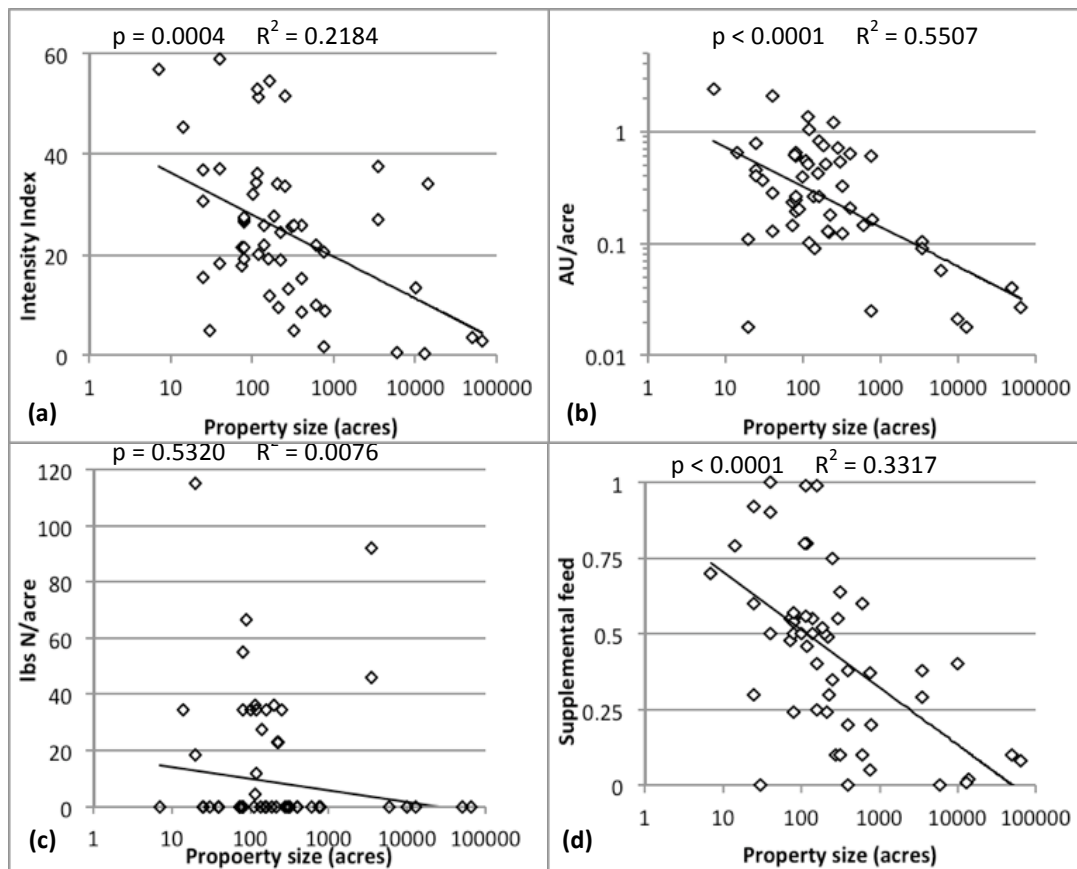 p = 0.0004 R² = 0.2184
60
40
20
0
Intensity Index
1 10 100 1000 10000 100000
(a)
Property size (acres)
p < 0.0001 R² = 0.5507
1
0.1
0.01
AU/acre
1 10 100 1000 10000 100000
(b)
Property size (acres)
p = 0.5320 R² = 0.0076
120
100
80
60
40
20
0
lbs N/acre
1 10 100 1000 10000 100000
(c)
Propoerty size (acres)
p < 0.0001 R² = 0.3317
1
0.75
0.5
0.25
0
Supplemental feed
1 10 100 1000 10000 100000
(d)
Property size (acres)